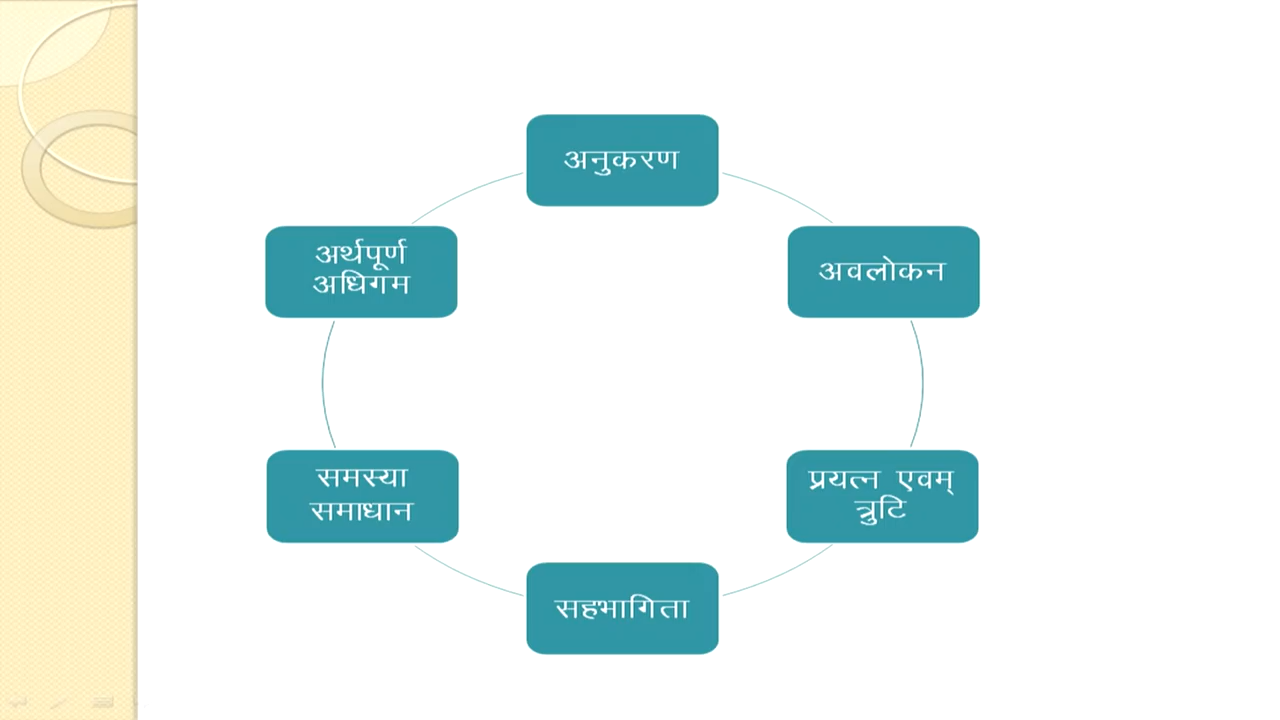 अनुकरण
अवलोकन
प्रयत्न एवम्
त्रुटि
सहभागिता
समस्या
समाधान
अर्थपूर्ण
अधिगम